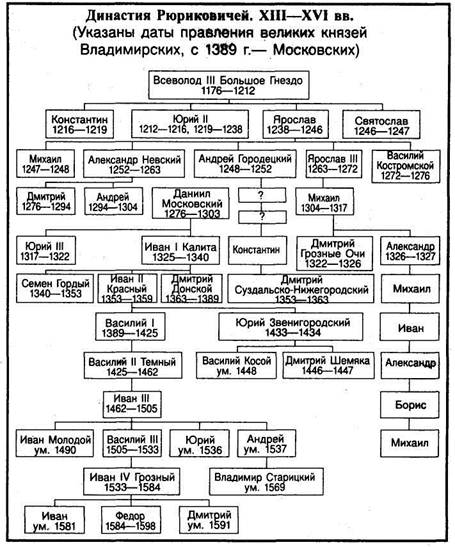 Династия Рюриковичей. XIII—XVI вв.
(Указаны даты правления великих князей
Владимирских, с 1389 г.— Московских)
Всеволод III Большое Гнездо
1176—1212
Константин
1216—1219
Юрий II
1212—1216, 1219—1238
Ярослав
1238—1246
Святослав
1246—1247
Михаил
1247—1248
Александр Невский
1252—1263
Андрей Городецкий
1248—1252
Ярослав III
1263—1272
Василий
Костромской
1272—1276
Дмитрий
1276—1294
Андрей
1294—1304
Даниил
Московский
1276—1303
?
?
Михаил
1304—1317
Юрий III
1317—1322
Иван I Калита
1325—1340
Константин
Дмитрий
Грозные Очи
1322—1326
Александр
1326—1327
Семен Гордый
1340—1353
Иван II
Красный
1353—1359
Дмитрий
Донской
1363—1389
Дмитрий
Суздальско-Нижегородский
1353—1363
Михаил
Василий I
1389—1425
Юрий Звенигородский
1433—1434
Иван
Василий II Темный
1425—1462
Василий Косой
ум. 1448
Дмитрий Шемяка
1446—1447
Александр
Иван III
1462—1505
Борис
Иван Молодой
ум. 1490
Василий III
1505—1533
Юрий
ум. 1536
Андрей
ум. 1537
Михаил
Иван IV Грозный
1533—1584
Владимир Старицкий
ум. 1569
Иван
ум. 1581
Федор
1584—1598
Дмитрий
ум. 1591